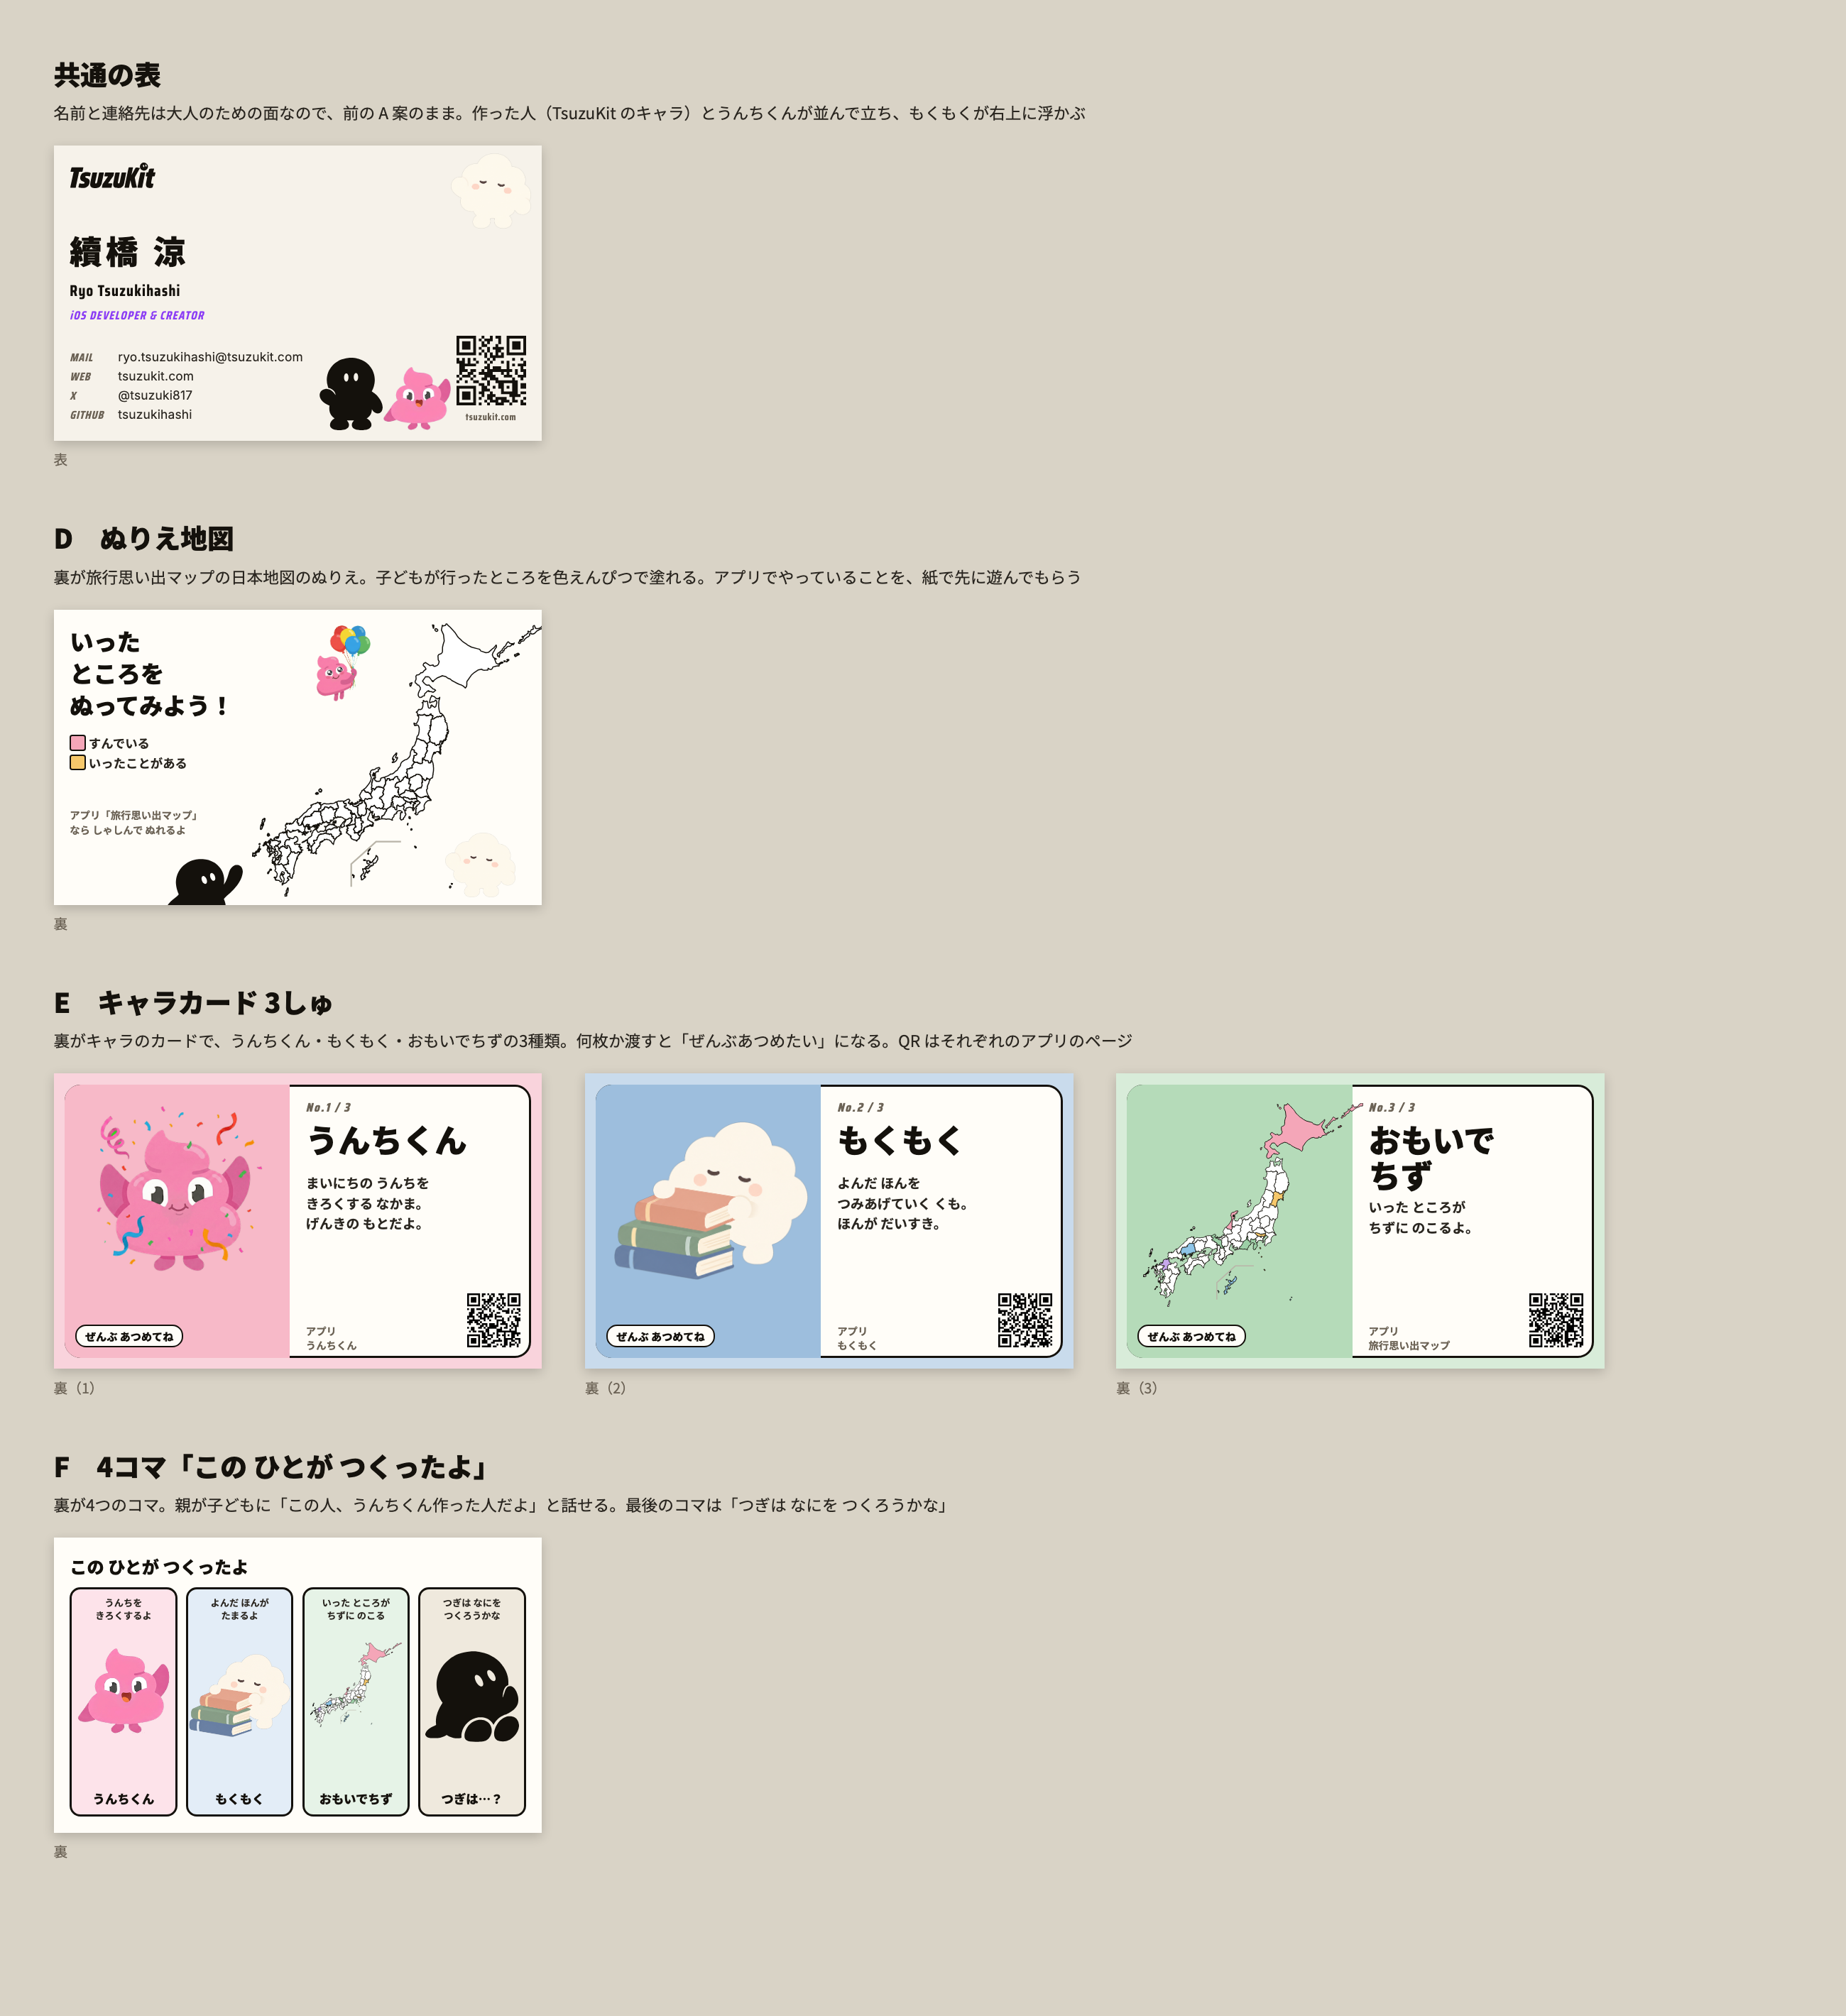 共通の表
名前と連絡先は大人のための面なので、前の A 案のまま。作った人（TsuzuKit のキャラ）とうんちくんが並んで立ち、もくもくが右上に浮かぶ
TsuzuKit
續橋 涼
Ryo Tsuzukihashi
iOS DEVELOPER & CREATOR
MAIL ryo.tsuzukihashi@tsuzukit.com
WEB tsuzukit.com
X @tsuzuki817
GITHUB tsuzukihashi
tsuzukit.com
表
D ぬりえ地図
裏が旅行思い出マップの日本地図のぬりえ。子どもが行ったところを色えんぴつで塗れる。アプリでやっていることを、紙で先に遊んでもらう
いった
ところを
ぬってみよう！
すんでいる
いったことがある
アプリ「旅行思い出マップ」
なら しゃしんで ぬれるよ
裏
E キャラカード 3しゅ
裏がキャラのカードで、うんちくん・もくもく・おもいでちずの3種類。何枚か渡すと「ぜんぶあつめたい」になる。QR はそれぞれのアプリのページ
No.1 / 3
うんちくん
まいにちの うんちを
きろくする なかま。
げんきの もとだよ。
ぜんぶ あつめてね
アプリ
うんちくん
裏（1）
No.2 / 3
もくもく
よんだ ほんを
つみあげていく くも。
ほんが だいすき。
ぜんぶ あつめてね
アプリ
もくもく
裏（2）
No.3 / 3
おもいで
ちず
いった ところが
ちずに のこるよ。
ぜんぶ あつめてね
アプリ
旅行思い出マップ
裏（3）
F 4コマ「この ひとが つくったよ」
裏が4つのコマ。親が子どもに「この人、うんちくん作った人だよ」と話せる。最後のコマは「つぎは なにを つくろうかな」
この ひとが つくったよ
うんちを
きろくするよ
うんちくん
よんだ ほんが
たまるよ
もくもく
いった ところが
ちずに のこる
おもいでちず
つぎは なにを
つくろうかな
つぎは…？
裏